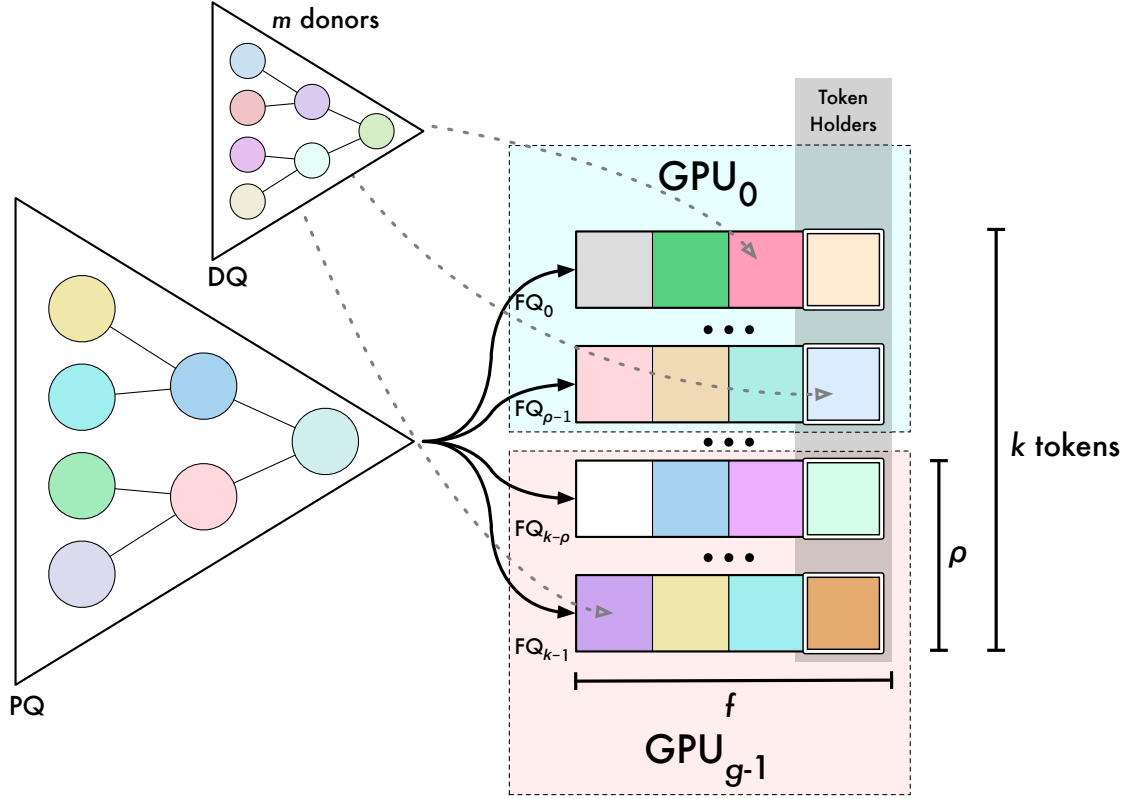 m donors
DQ
PQ
Token
Holders
GPU0
FQ0
FQρ−1
FQk−ρ
FQk−1
k tokens
ρ
f
GPUg-1